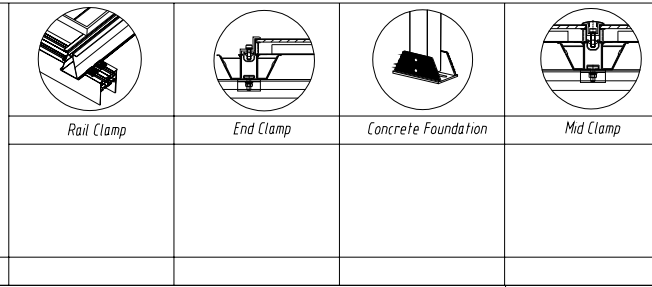 Rail Clamp
End Clamp
Concrete Foundation
Mid Clamp